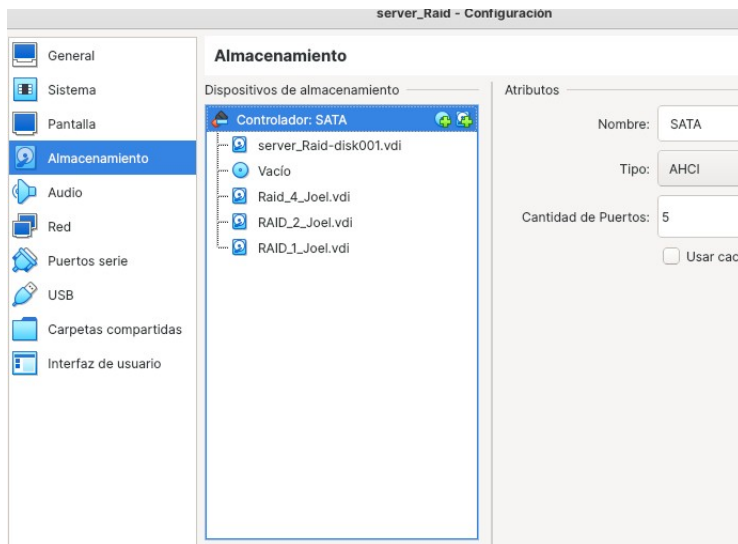 server_Raid - Configuración
General
Sistema
Pantalla
Almacenamiento
Audio
Red
Puertos serie
USB
Carpetas compartidas
Interfaz de usuario
Almacenamiento
Dispositivos de almacenamiento
Controlador: SATA
server_Raid-disk001.vdi
Vacío
Raid_4_Joel.vdi
RAID_2_Joel.vdi
RAID_1_Joel.vdi
Atributos
Nombre: SATA
Tipo: AHCI
Cantidad de Puertos: 5
Usar cac